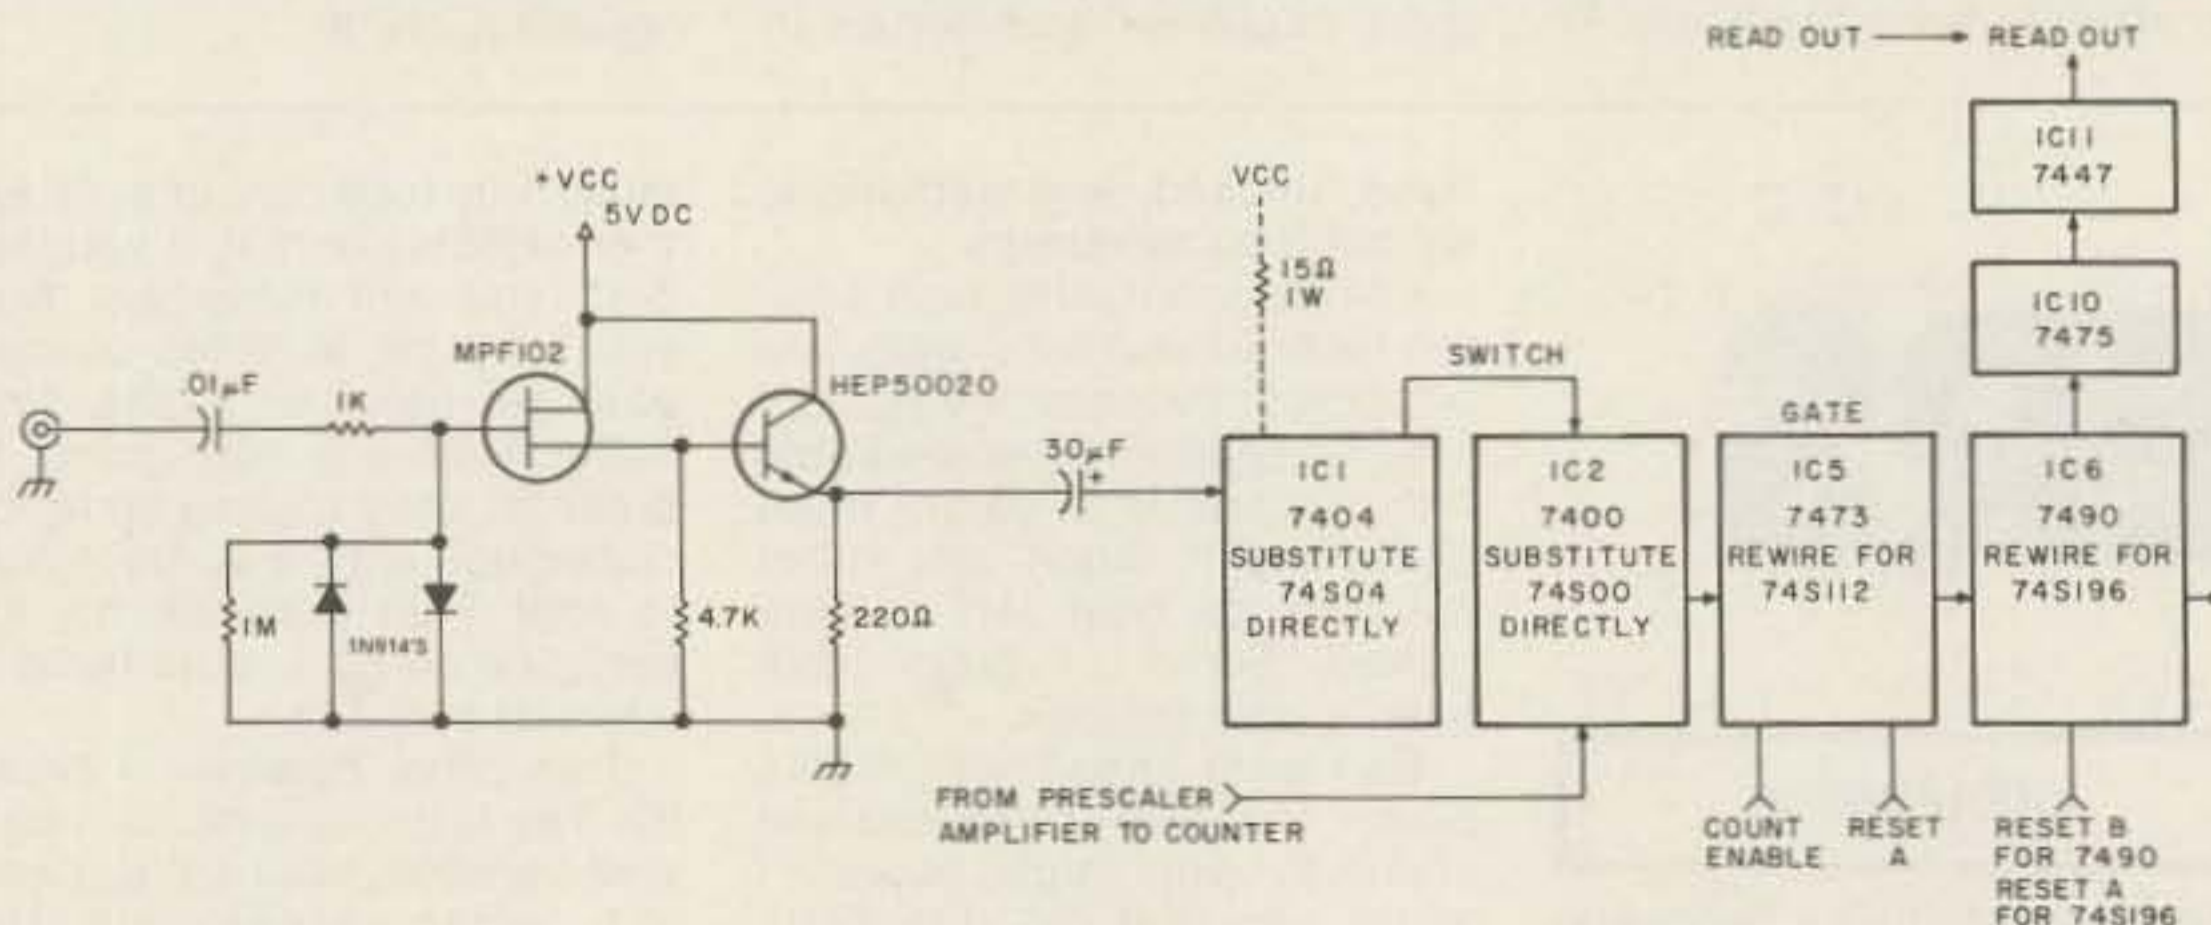 READ OUT
READ OUT
IC11
7447
+VCC
5V DC
VCC
15Ω
1W
IC10
7475
MPF102
SWITCH
.01µF
1K
HEP50020
GATE
30µF
+
IC1
7404
SUBSTITUTE
74S04
DIRECTLY
IC2
7400
SUBSTITUTE
74S00
DIRECTLY
IC5
7473
REWIRE FOR
74S112
IC6
7490
REWIRE FOR
74S196
1M
1N914'S
4.7K
220Ω
FROM PRESCALER
AMPLIFIER TO COUNTER
COUNT
ENABLE
RESET
A
RESET B
FOR 7490
RESET A
FOR 74S196